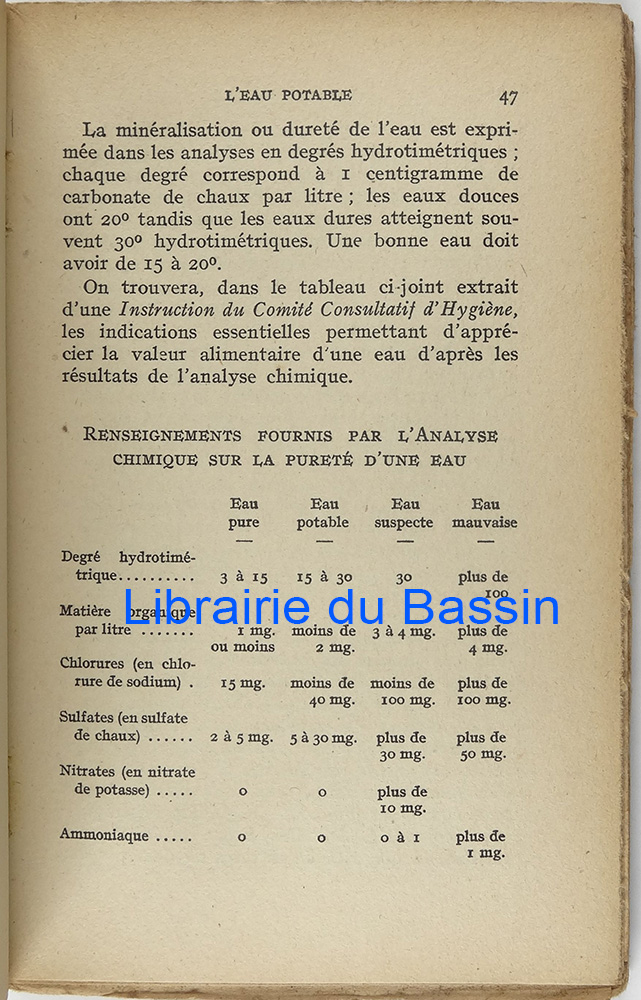 L'EAU POTABLE 47
La minéralisation ou dureté de l'eau est expri-
mée dans les analyses en degrés hydrotimétriques ;
chaque degré correspond à 1 centigramme de
carbonate de chaux par litre ; les eaux douces
ont 20º tandis que les eaux dures atteignent sou-
vent 30º hydrotimétriques. Une bonne eau doit
avoir de 15 à 20º.
On trouvera, dans le tableau ci-joint extrait
d'une Instruction du Comité Consultatif d'Hygiène,
les indications essentielles permettant d'appré-
cier la valeur alimentaire d'une eau d'après les
résultats de l'analyse chimique.
RENSEIGNEMENTS FOURNIS PAR L'ANALYSE
CHIMIQUE SUR LA PURETÉ D'UNE EAU
Eau Eau Eau Eau
pure potable suspecte mauvaise
Degré hydrotimé-
trique.......... 3 à 15 15 à 30 30 plus de
100
Librairie du Bassin
Matière organique
par litre ....... 1 mg. moins de 3 à 4 mg. plus de
ou moins 2 mg. 4 mg.
Chlorures (en chlo-
rure de sodium) . 15 mg. moins de moins de plus de
40 mg. 100 mg. 100 mg.
Sulfates (en sulfate
de chaux) ...... 2 à 5 mg. 5 à 30 mg. plus de plus de
30 mg. 50 mg.
Nitrates (en nitrate
de potasse) ..... 0 0 plus de
10 mg.
Ammoniaque ..... 0 0 0 à 1 plus de
1 mg.